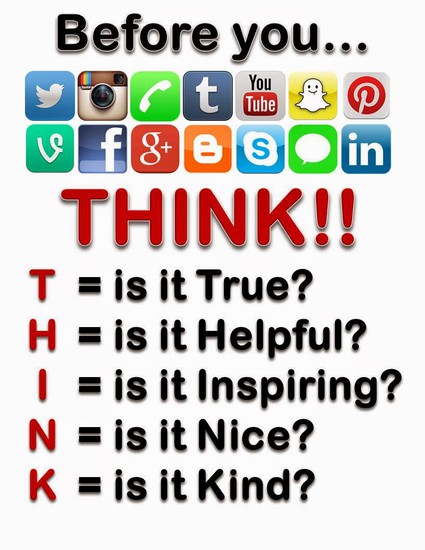 Before you...
t You Tube p
f g+ B S in
THINK!!
T = is it True?
H = is it Helpful?
I = is it Inspiring?
N = is it Nice?
K = is it Kind?